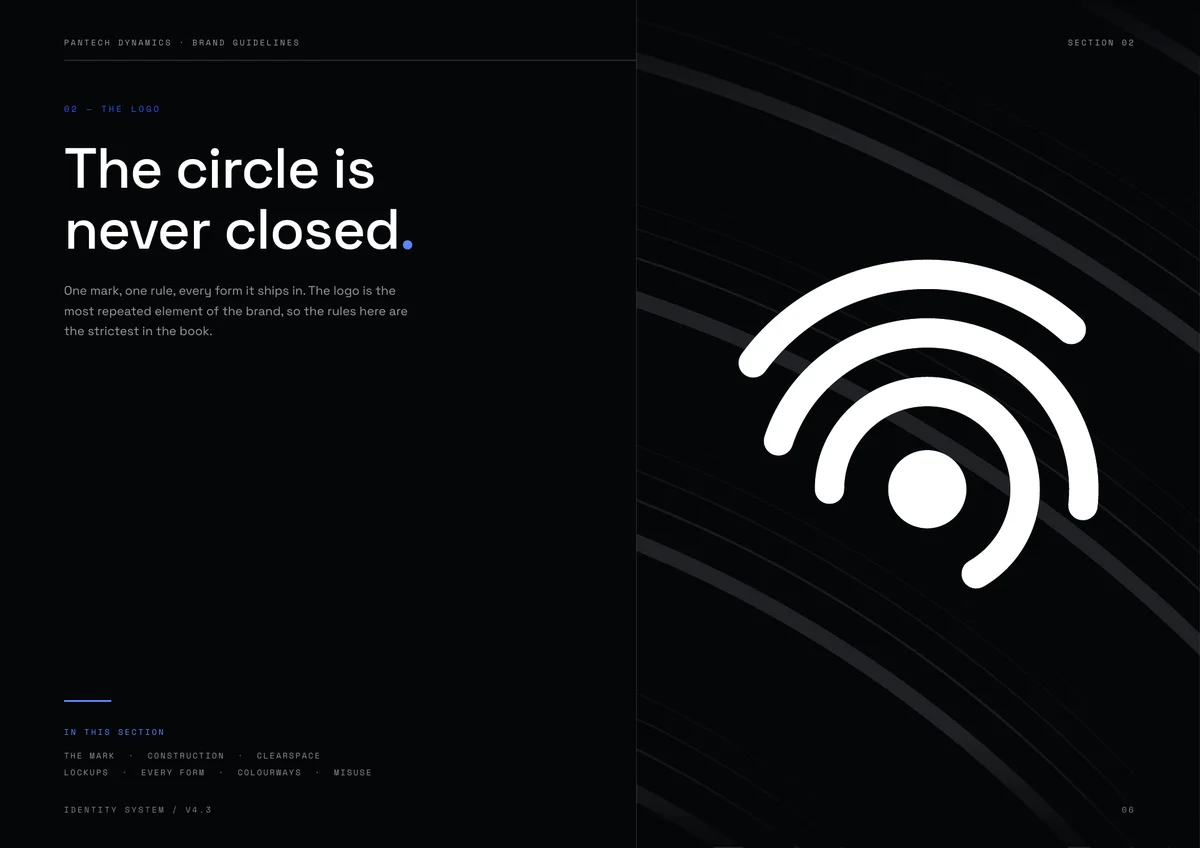 PANTECH DYNAMICS · BRAND GUIDELINES
SECTION 02
02 — THE LOGO
The circle is
never closed.
One mark, one rule, every form it ships in. The logo is the
most repeated element of the brand, so the rules here are
the strictest in the book.
IN THIS SECTION
THE MARK · CONSTRUCTION · CLEARSPACE
LOCKUPS · EVERY FORM · COLOURWAYS · MISUSE
IDENTITY SYSTEM / V4.3
06